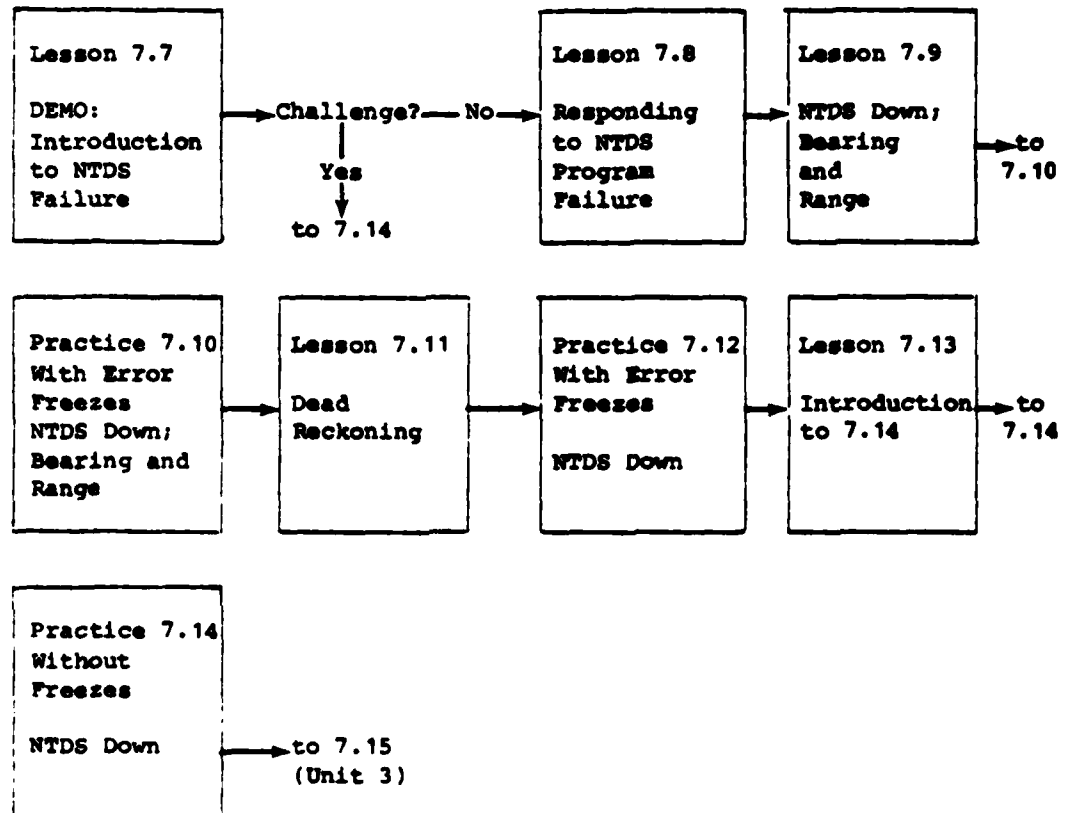 Lesson 7.7
DEMO:
Introduction
to NTDS
Failure
Challenge?
No
Yes
to 7.14
Lesson 7.8
Responding
to NTDS
Program
Failure
Lesson 7.9
NTDS Down;
Bearing
and
Range
to
7.10
Practice 7.10
With Error
Freezes
NTDS Down;
Bearing and
Range
Lesson 7.11
Dead
Reckoning
Practice 7.12
With Error
Freezes
NTDS Down
Lesson 7.13
Introduction
to 7.14
to
7.14
Practice 7.14
Without
Freezes
NTDS Down
to 7.15
(Unit 3)